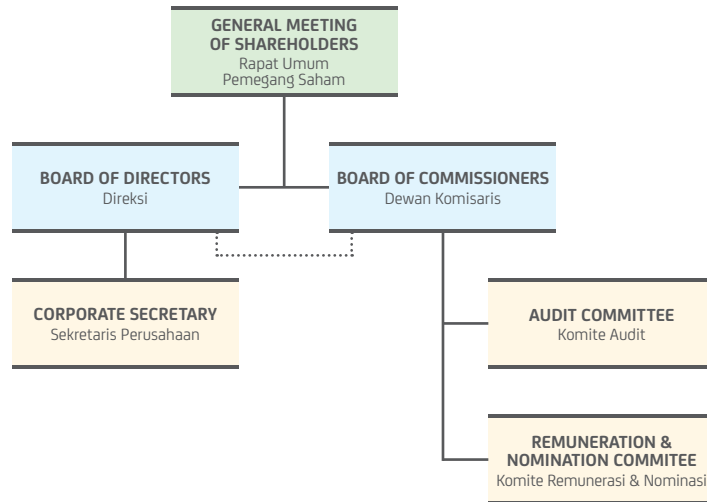 GENERAL MEETING
OF SHAREHOLDERS
Rapat Umum
Pemegang Saham
BOARD OF DIRECTORS
Direksi
BOARD OF COMMISSIONERS
Dewan Komisaris
CORPORATE SECRETARY
Sekretaris Perusahaan
AUDIT COMMITTEE
Komite Audit
REMUNERATION &
NOMINATION COMMITEE
Komite Remunerasi & Nominasi